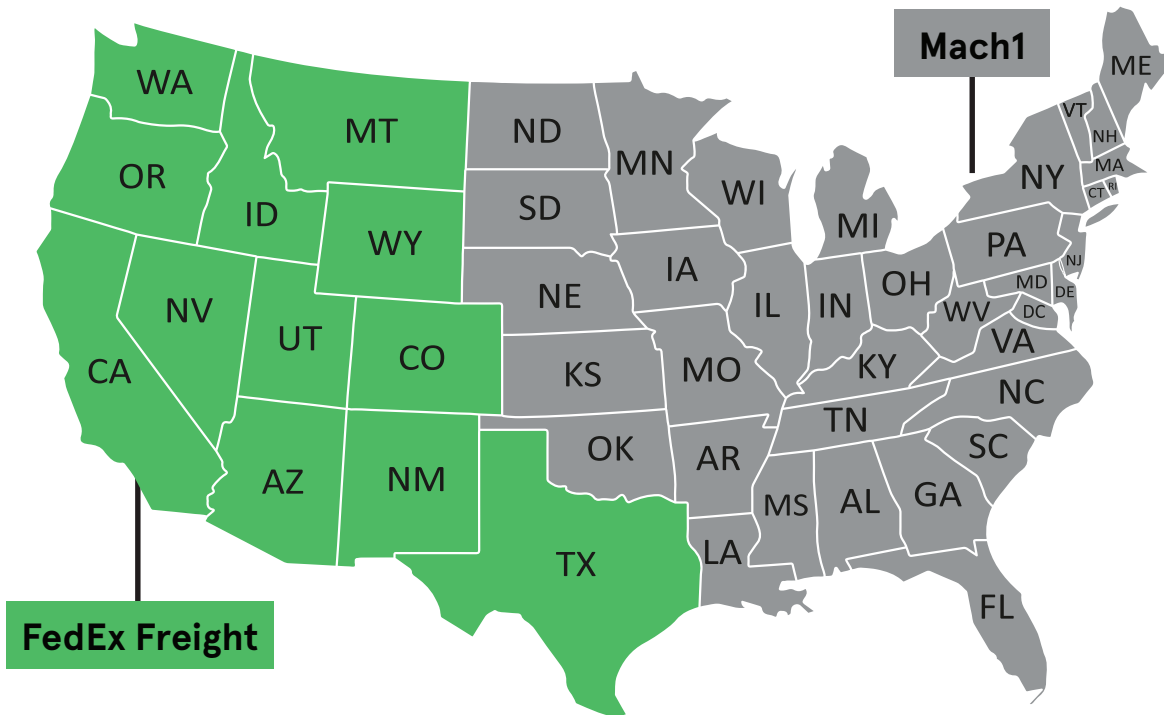 Mach1
WA
MT
ND
MN
ME
VT
NH
OR
ID
WY
SD
WI
MI
NY
MA
CT
RI
NV
UT
CO
NE
IA
IL
IN
OH
PA
NJ
MD
DE
DC
WV
VA
CA
KS
MO
KY
NC
TN
AZ
NM
OK
AR
SC
MS
AL
GA
TX
LA
FL
FedEx Freight